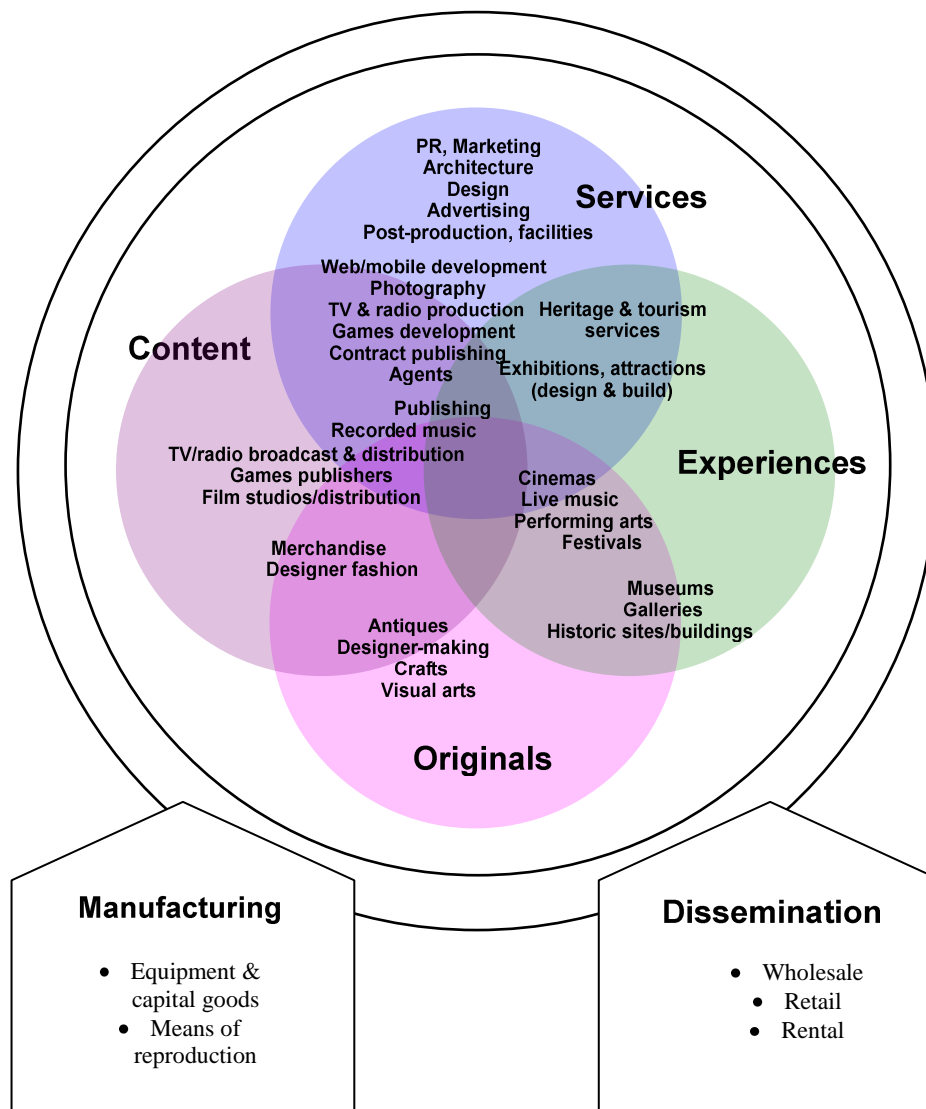 PR, Marketing
Architecture
Design
Advertising
Post-production, facilities
Services
Web/mobile development
Photography
TV & radio production
Games development
Contract publishing
Agents
Heritage & tourism
services
Content
Exhibitions, attractions
(design & build)
Publishing
Recorded music
TV/radio broadcast & distribution
Games publishers
Film studios/distribution
Experiences
Cinemas
Live music
Performing arts
Festivals
Merchandise
Designer fashion
Museums
Galleries
Historic sites/buildings
Antiques
Designer-making
Crafts
Visual arts
Originals
Manufacturing
• Equipment &
capital goods
• Means of
reproduction
Dissemination
• Wholesale
• Retail
• Rental